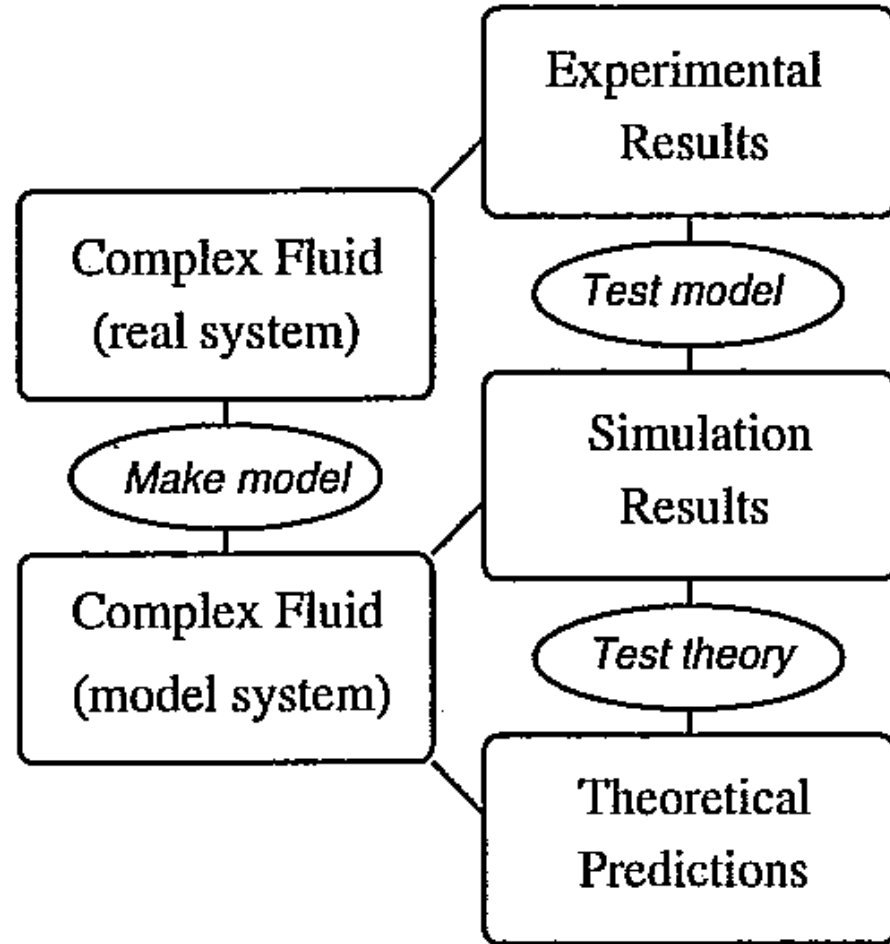 Experimental
Results
Complex Fluid
(real system)
Test model
Simulation
Results
Make model
Complex Fluid
(model system)
Test theory
Theoretical
Predictions